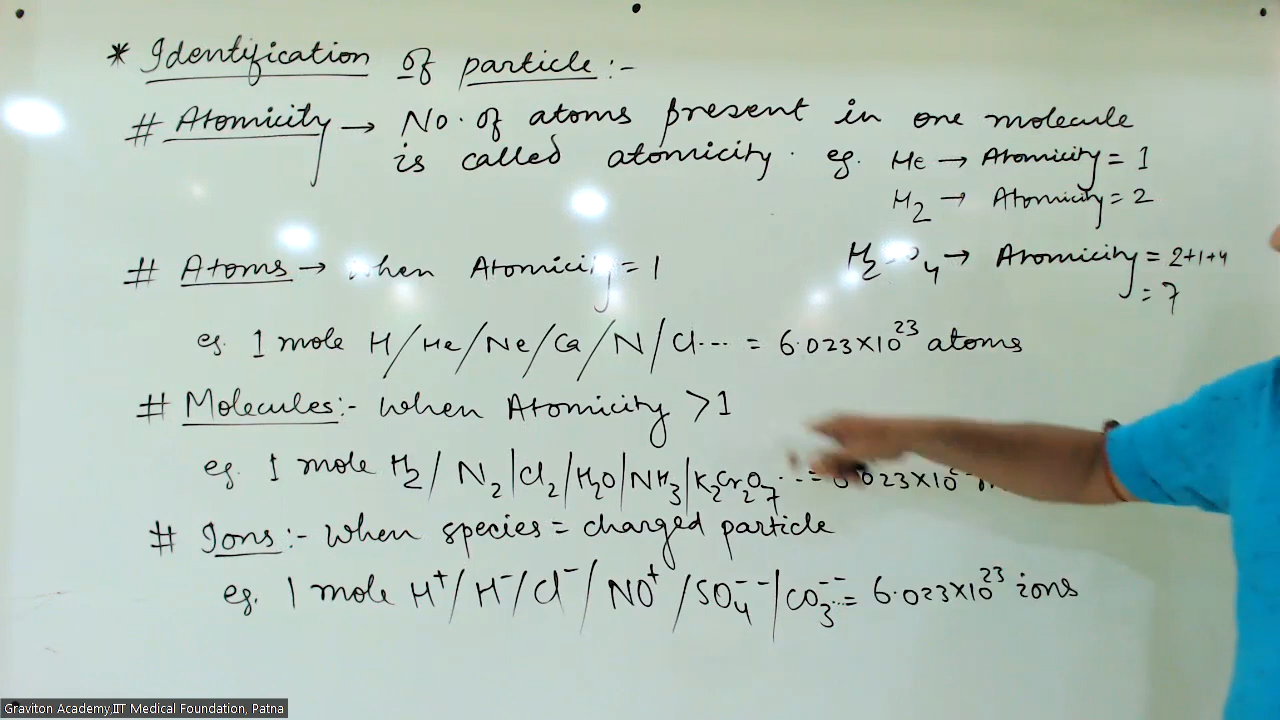 * Identification of particle :-
# Atomicity → No. of atoms present in one molecule
is called atomicity. eg. He → Atomicity = 1
H2 → Atomicity = 2
# Atoms → when Atomicity = 1
→ Atomicity = 2+1+4
= 7
eg. 1 mole H/He/Ne/Ca/N/Cl--- = 6.023×10^23 atoms
# Molecules :- when Atomicity >1
eg. 1 mole H2/N2|Cl2/H2O|NH3|K2Cr2O7
# Ions :- when species = charged particle
eg. 1 mole H+/H-/Cl-/NO+/SO4--|CO3--= 6.023×10^23 ions
Graviton Academy,IIT Medical Foundation, Patna